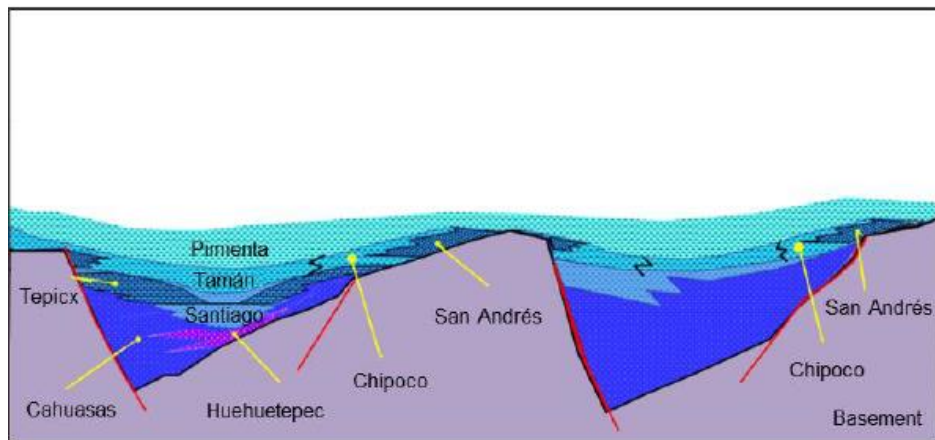 Pimienta
Tamán
Tepicx
Santiago
San Andrés
San Andrés
Chipoco
Chipoco
Cahuasas
Huehuetepec
Basement